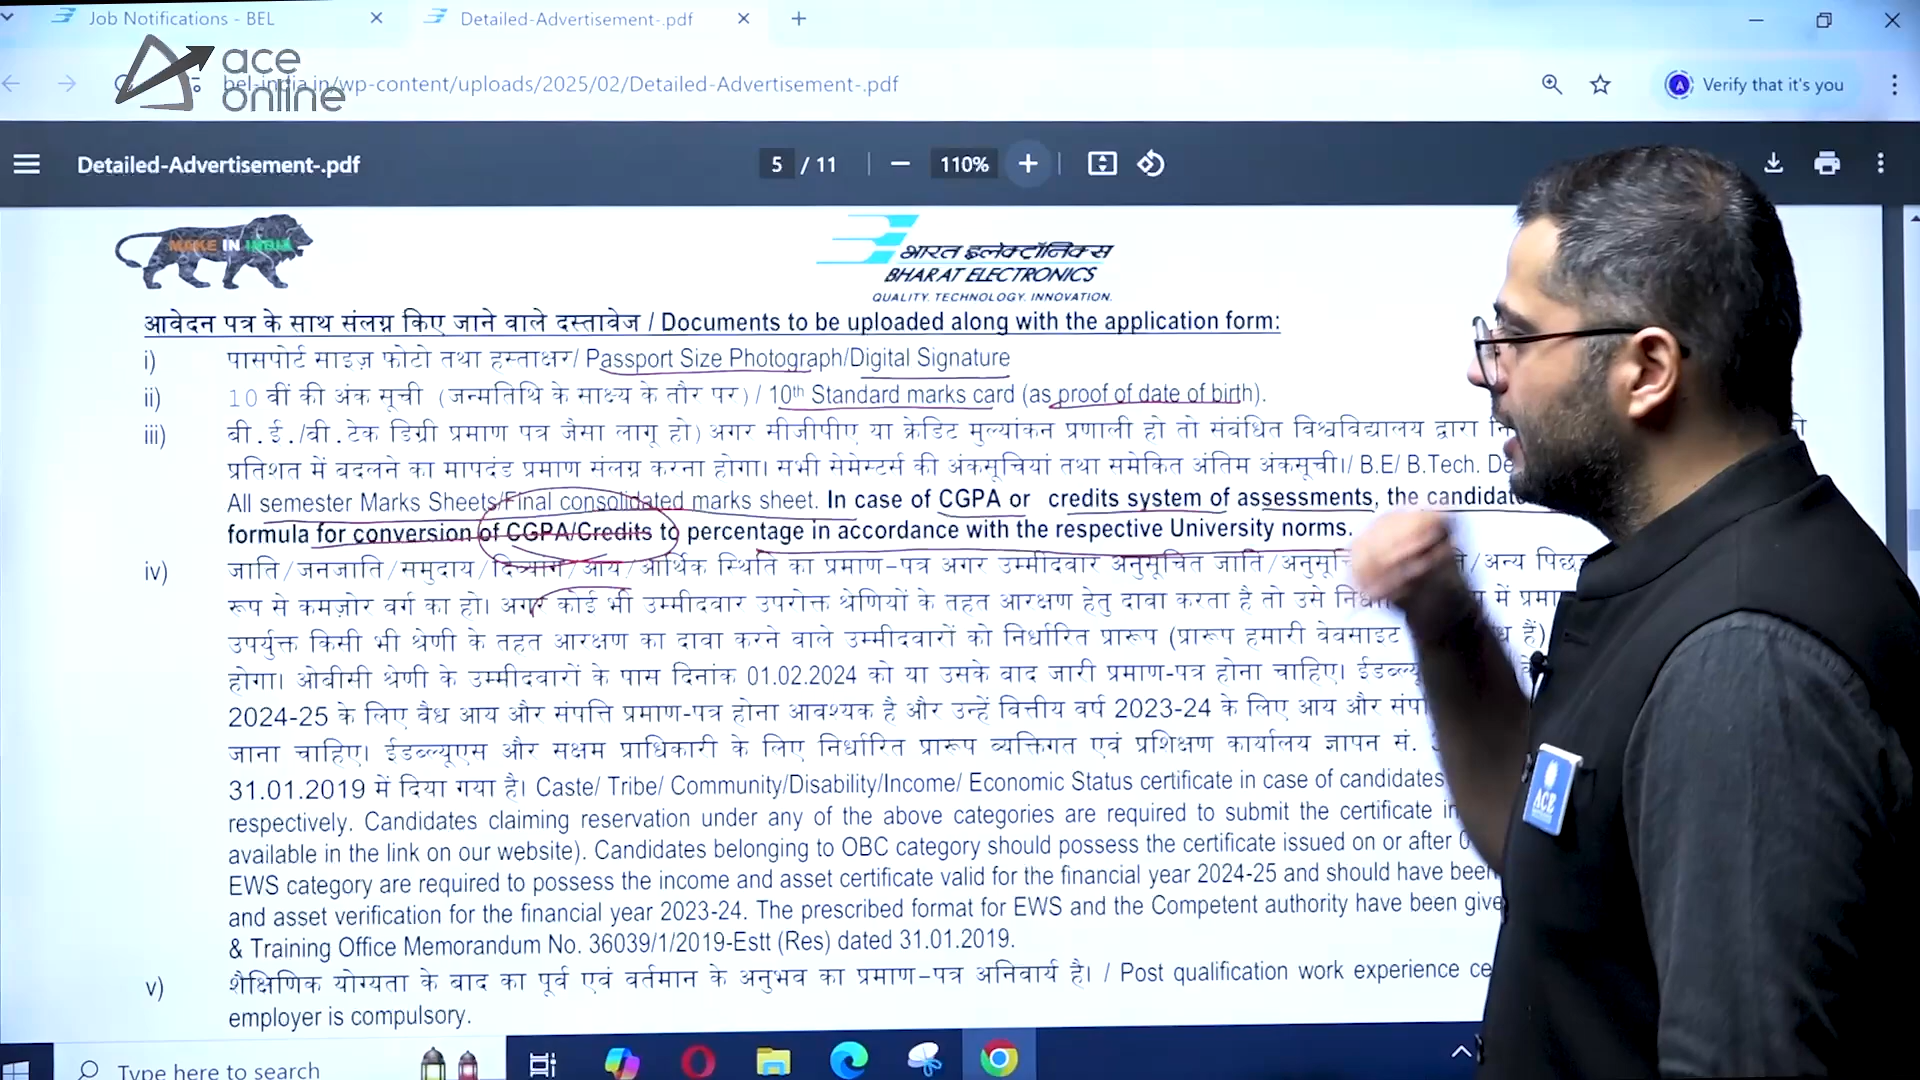 Job Notifications - BEL
Detailed-Advertisement-.pdf
ace
online
bel-india.in/wp-content/uploads/2025/02/Detailed-Advertisement-.pdf
Verify that it's you
Detailed-Advertisement-.pdf
5 / 11
110%
MAKE IN INDIA
भारत इलेक्ट्रॉनिक्स
BHARAT ELECTRONICS
QUALITY. TECHNOLOGY. INNOVATION.
आवेदन पत्र के साथ संलग्न किए जाने वाले दस्तावेज / Documents to be uploaded along with the application form:
i) पासपोर्ट साइज़ फोटो तथा हस्ताक्षर/ Passport Size Photograph/Digital Signature
ii) 10 वीं की अंक सूची (जन्मतिथि के साक्ष्य के तौर पर) / 10th Standard marks card (as proof of date of birth).
iii) बी.ई./बी.टेक डिग्री प्रमाण पत्र जैसा लागू हो) अगर सीजीपीए या क्रेडिट मुल्यांकन प्रणाली हो तो संबंधित विश्वविद्यालय द्वारा
प्रतिशत में बदलने का मापदंड प्रमाण संलग्न करना होगा। सभी सेमेस्टर्स की अंकसूचियां तथा समेकित अंतिम अंकसूची।/ B.E/ B.Tech.
All semester Marks Sheets/Final consolidated marks sheet. In case of CGPA or credits system of assessments, the
formula for conversion of CGPA/Credits to percentage in accordance with the respective University norms.
iv) जाति/जनजाति/समुदाय/दिव्यांग/आय/आर्थिक स्थिति का प्रमाण-पत्र अगर उम्मीदवार अनुसूचित जाति/ /अन्य
रूप से कमज़ोर वर्ग का हो। अगर कोई भी उम्मीदवार उपरोक्त श्रेणियों के तहत आरक्षण हेतु दावा करता है तो उसे में
उपर्युक्त किसी भी श्रेणी के तहत आरक्षण का दावा करने वाले उम्मीदवारों को निर्धारित प्रारूप (प्रारूप हमारी वेबसाइट हैं)
होगा। ओबीसी श्रेणी के उम्मीदवारों के पास दिनांक 01.02.2024 को या उसके बाद जारी प्रमाण-पत्र होना चाहिए।
2024-25 के लिए वैध आय और संपत्ति प्रमाण-पत्र होना आवश्यक है और उन्हें वित्तीय वर्ष 2023-24 के लिए आय और
जाना चाहिए। ईडब्ल्यूएस और सक्षम प्राधिकारी के लिए निर्धारित प्रारूप व्यक्तिगत एवं प्रशिक्षण कार्यालय ज्ञापन सं.
31.01.2019 में दिया गया है। Caste/ Tribe/ Community/Disability/Income/ Economic Status certificate in case of candidates
respectively. Candidates claiming reservation under any of the above categories are required to submit the certificate
available in the link on our website). Candidates belonging to OBC category should possess the certificate issued on or after
EWS category are required to possess the income and asset certificate valid for the financial year 2024-25 and should have been
and asset verification for the financial year 2023-24. The prescribed format for EWS and the Competent authority have been
& Training Office Memorandum No. 36039/1/2019-Estt (Res) dated 31.01.2019.
v) शैक्षिणिक योग्यता के बाद का पूर्व एवं वर्तमान के अनुभव का प्रमाण-पत्र अनिवार्य है। / Post qualification work experience
employer is compulsory.
ACE
Type here to search